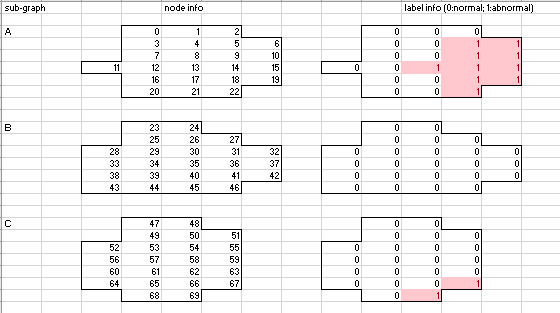 sub-graph node info label info (0:normal; 1:abnormal)
A 0 1 2 0 0 0
3 4 5 6 0 0 1 1
7 8 9 10 0 0 1 1
11 12 13 14 15 0 0 1 1 1
16 17 18 19 0 0 1 1
20 21 22 0 0 1
B 23 24 0 0
25 26 27 0 0 0
28 29 30 31 32 0 0 0 0 0
33 34 35 36 37 0 0 0 0 0
38 39 40 41 42 0 0 0 0 0
43 44 45 46 0 0 0 0
C 47 48 0 0
49 50 51 0 0 0
52 53 54 55 0 0 0 0
56 57 58 59 0 0 0 0
60 61 62 63 0 0 0 0
64 65 66 67 0 0 0 1
68 69 0 1